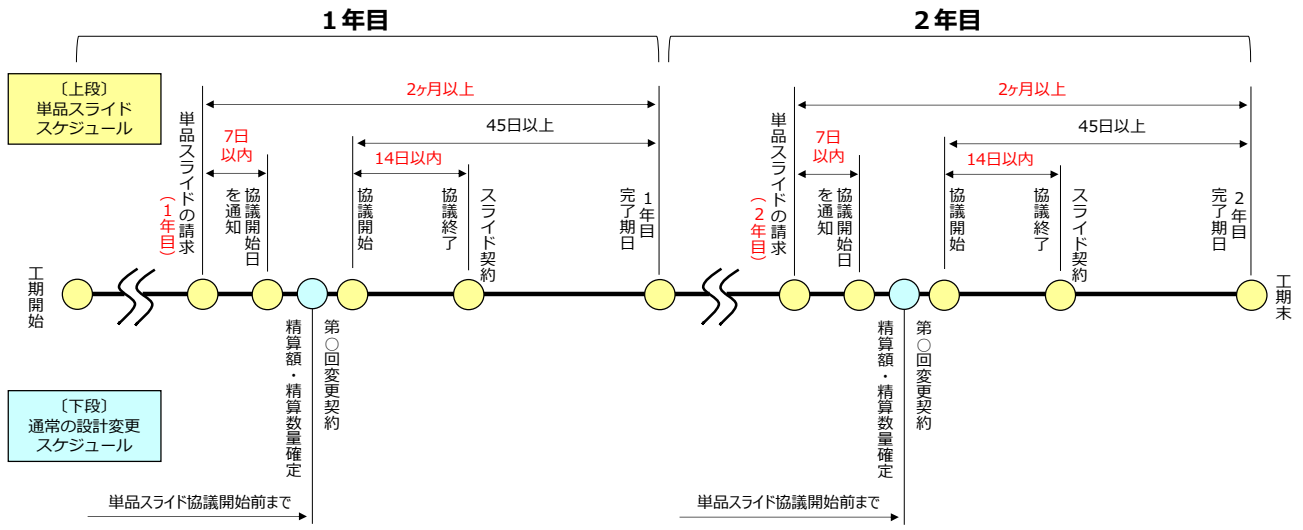 1年目
2年目
〔上段〕
単品スライド
スケジュール
2ヶ月以上
45日以上
7日
以内
14日以内
単品スライドの請求
（1年目）
協議開始日
を通知
協議開始
協議終了
スライド契約
1年目
完了期日
2ヶ月以上
45日以上
7日
以内
14日以内
単品スライドの請求
（2年目）
協議開始日
を通知
協議開始
協議終了
スライド契約
2年目
完了期日
工期開始
工期末
〔下段〕
通常の設計変更
スケジュール
第○回変更契約
精算額・精算数量確定
単品スライド協議開始前まで
第○回変更契約
精算額・精算数量確定
単品スライド協議開始前まで